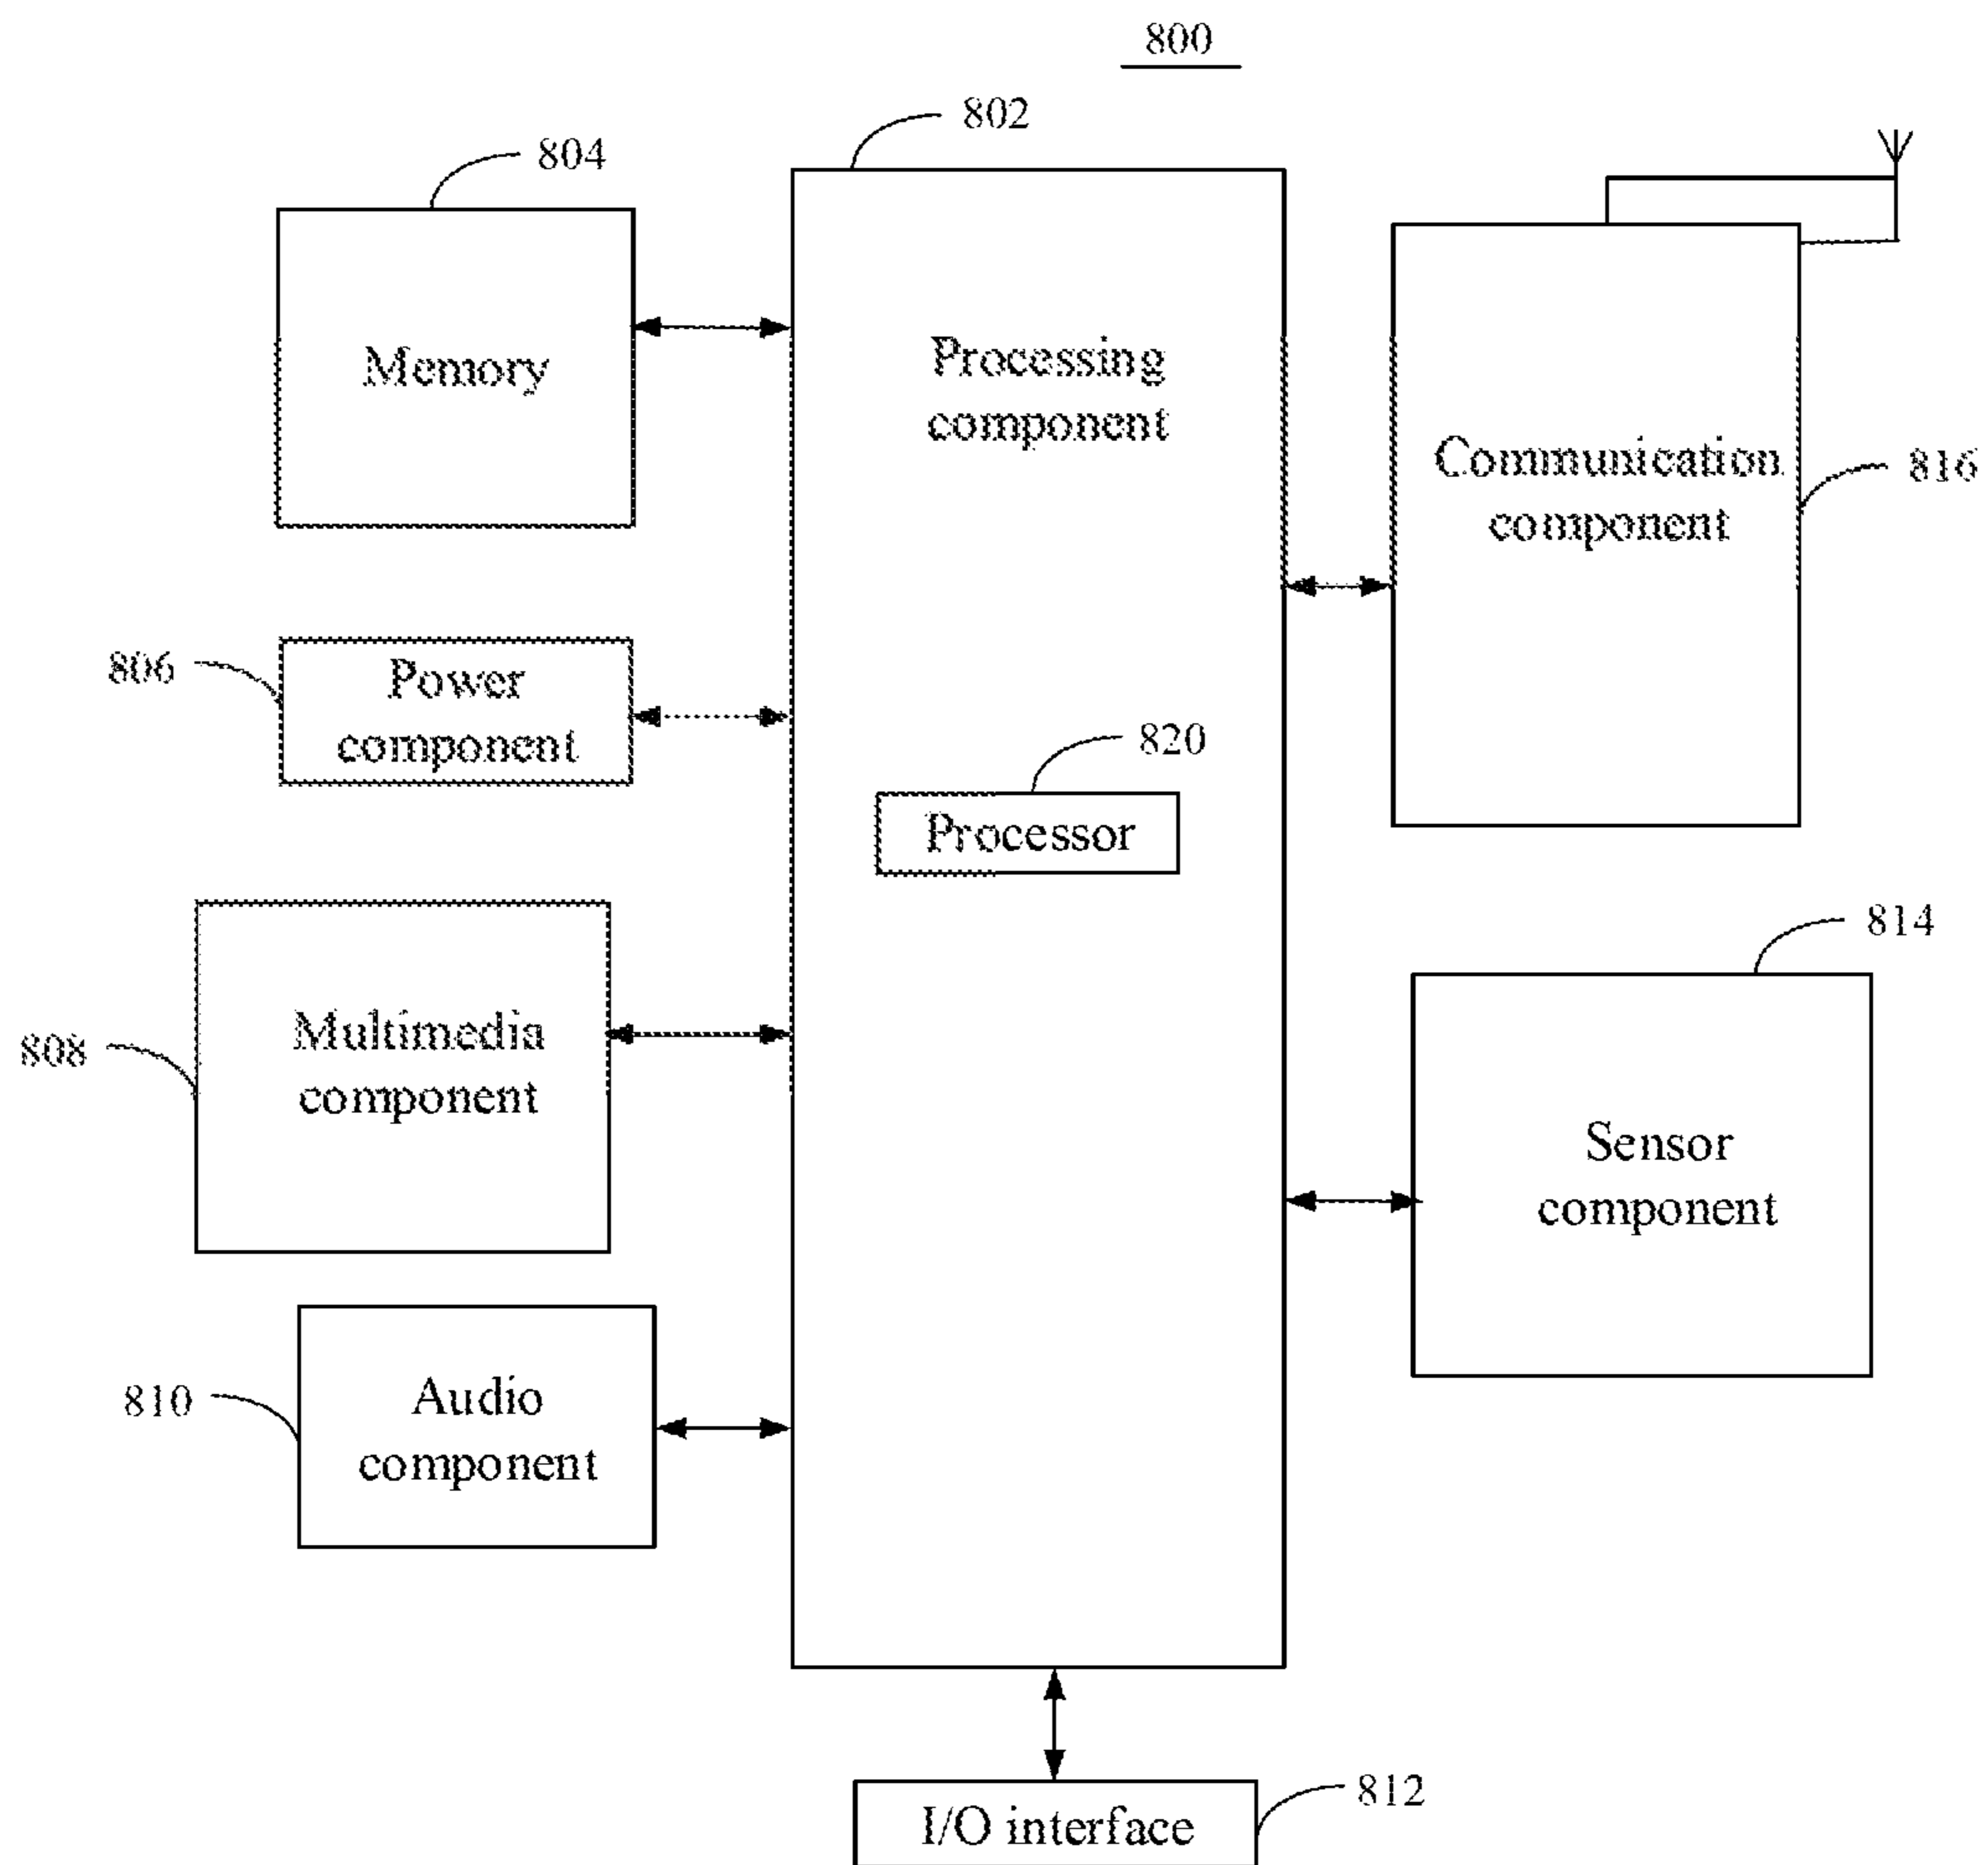 800
802
804
Memory
Processing
component
Communication
component
816
806
Power
component
820
Processor
808
Multimedia
component
814
Sensor
component
810
Audio
component
812
I/O interface